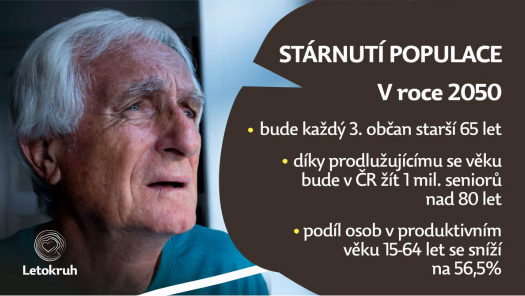 STÁRNUTÍ POPULACE
V roce 2050
• bude každý 3. občan starší 65 let
• díky prodlužujícímu se věku
bude v ČR žít 1 mil. seniorů
nad 80 let
• podíl osob v produktivním
věku 15-64 let se sníží
na 56,5%
Letokruh